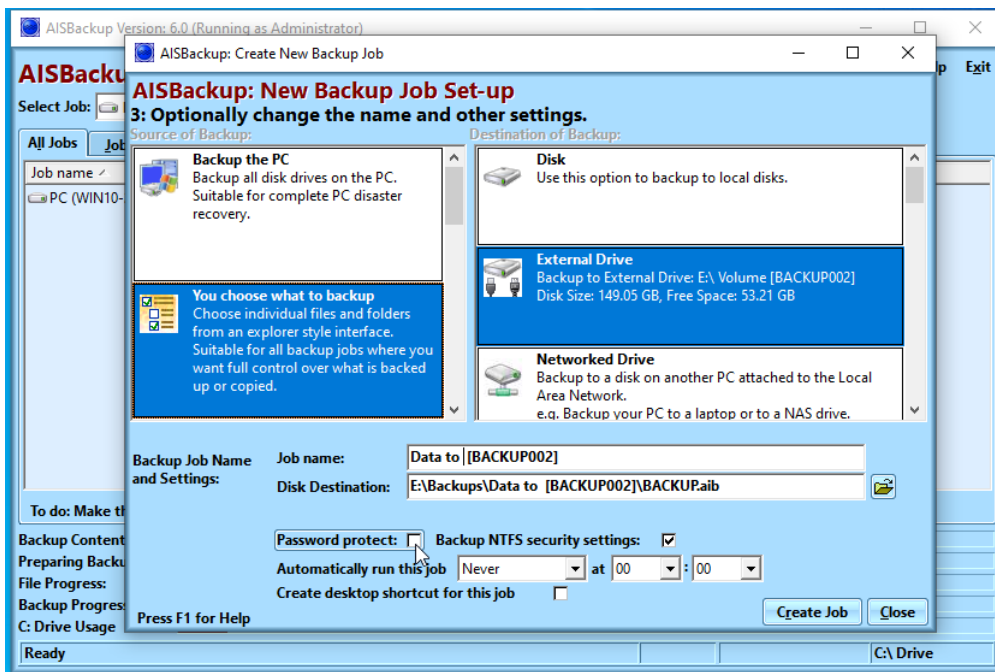 AISBackup Version: 6.0 (Running as Administrator)
AISBackup: Create New Backup Job
AISBacku
lp Exit
Select Job:
All Jobs Job
Job name
PC (WIN10-
AISBackup: New Backup Job Set-up
3: Optionally change the name and other settings.
Source of Backup:
Destination of Backup:
Backup the PC
Backup all disk drives on the PC.
Suitable for complete PC disaster
recovery.
You choose what to backup
Choose individual files and folders
from an explorer style interface.
Suitable for all backup jobs where you
want full control over what is backed
up or copied.
Disk
Use this option to backup to local disks.
External Drive
Backup to External Drive: E:\ Volume [BACKUP002]
Disk Size: 149.05 GB, Free Space: 53.21 GB
Networked Drive
Backup to a disk on another PC attached to the Local
Area Network.
e.g. Backup your PC to a laptop or to a NAS drive.
Backup Job Name
and Settings:
Job name: Data to [BACKUP002]
Disk Destination: E:\Backups\Data to  [BACKUP002]\BACKUP.aib
Password protect: Backup NTFS security settings:
Automatically run this job Never at 00 : 00
Create desktop shortcut for this job
Press F1 for Help
Create Job Close
To do: Make th
Backup Content
Preparing Backu
File Progress:
Backup Progres
C: Drive Usage
Ready C:\ Drive